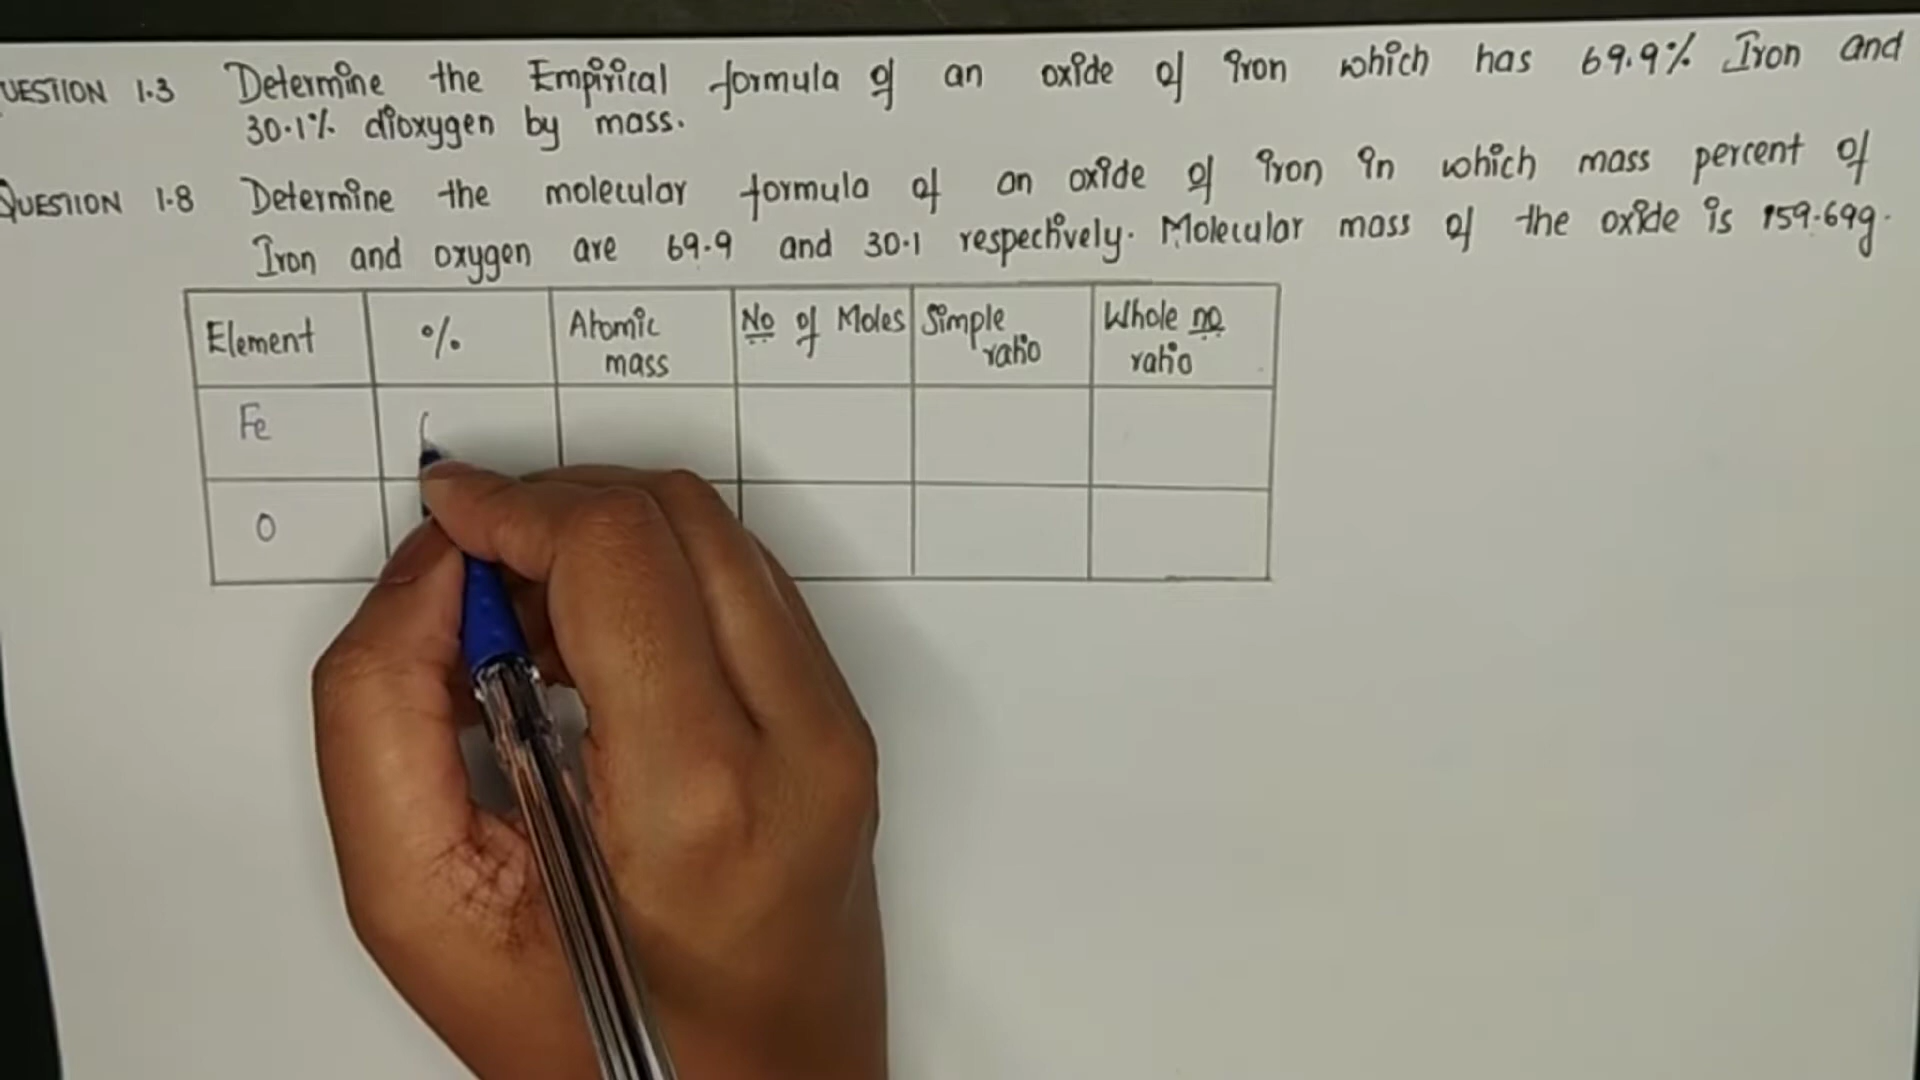 UESTION 1.3 Determine the Empirical formula of an oxide of iron which has 69.9% Iron and
30.1% dioxygen by mass.
QUESTION 1.8 Determine the molecular formula of an oxide of iron in which mass percent of
Iron and oxygen are 69.9 and 30.1 respectively. Molecular mass of the oxide is 159.69g.
Element % Atomic mass No of Moles Simple ratio Whole no ratio
Fe
O